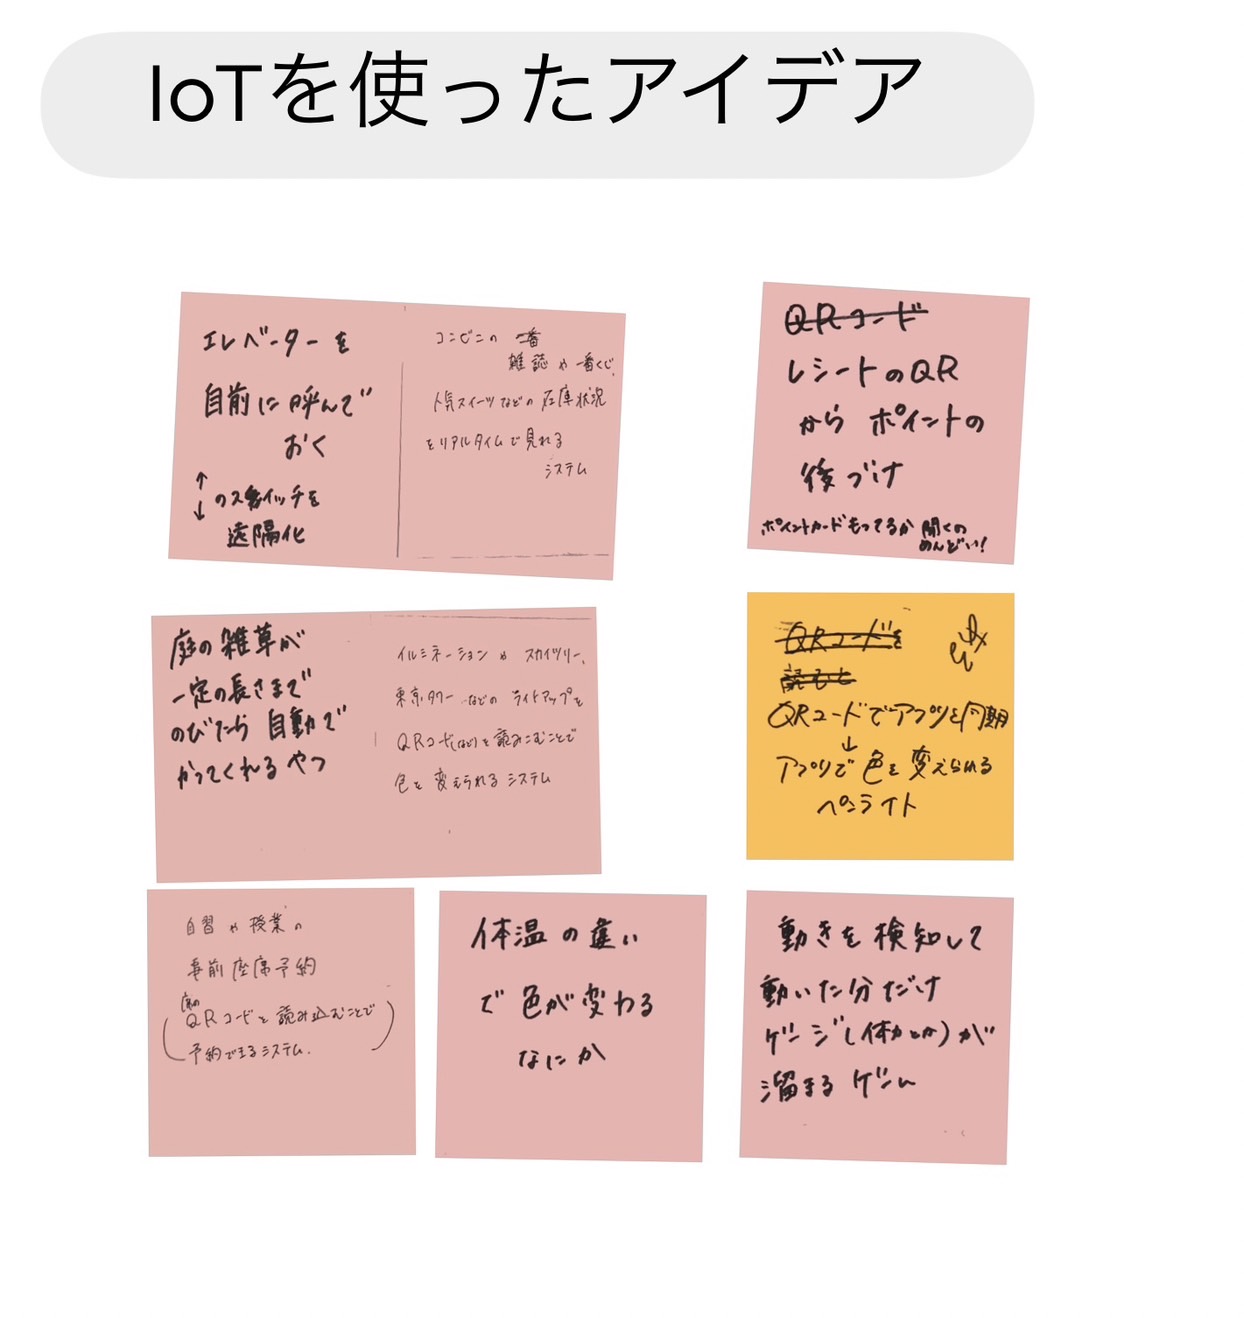 IoTを使ったアイデア
エレベーターを
自前に呼んで
おく
↑
↓ のスイッチを
遠隔化
コンビニの 一番
雑誌や一番くじ、
人気スイーツなどの在庫状況
をリアルタイムで見れる
システム
QRコード
レシートのQR
から ポイントの
後づけ
ポイントカードもってるか 聞くの
めんどい!
庭の雑草が
一定の長さまで
のびたら 自動で
かってくれるやつ
イルミネーションや スカイツリー、
東京タワーなどの ライトアップを
QRコード(など)を読みこむことで
色を変えられるシステム
QRコードを
読むと
QRコードでアプリを同期
↓
アプリで色を変えられる
ペンライト
自習や授業の
事前座席予約
席の
(QRコードを読み込むことで
予約できるシステム.)
体温の違い
で色が変わる
なにか
動きを検知して
動いた分だけ
ゲージ(体力とか)が
溜まるゲーム